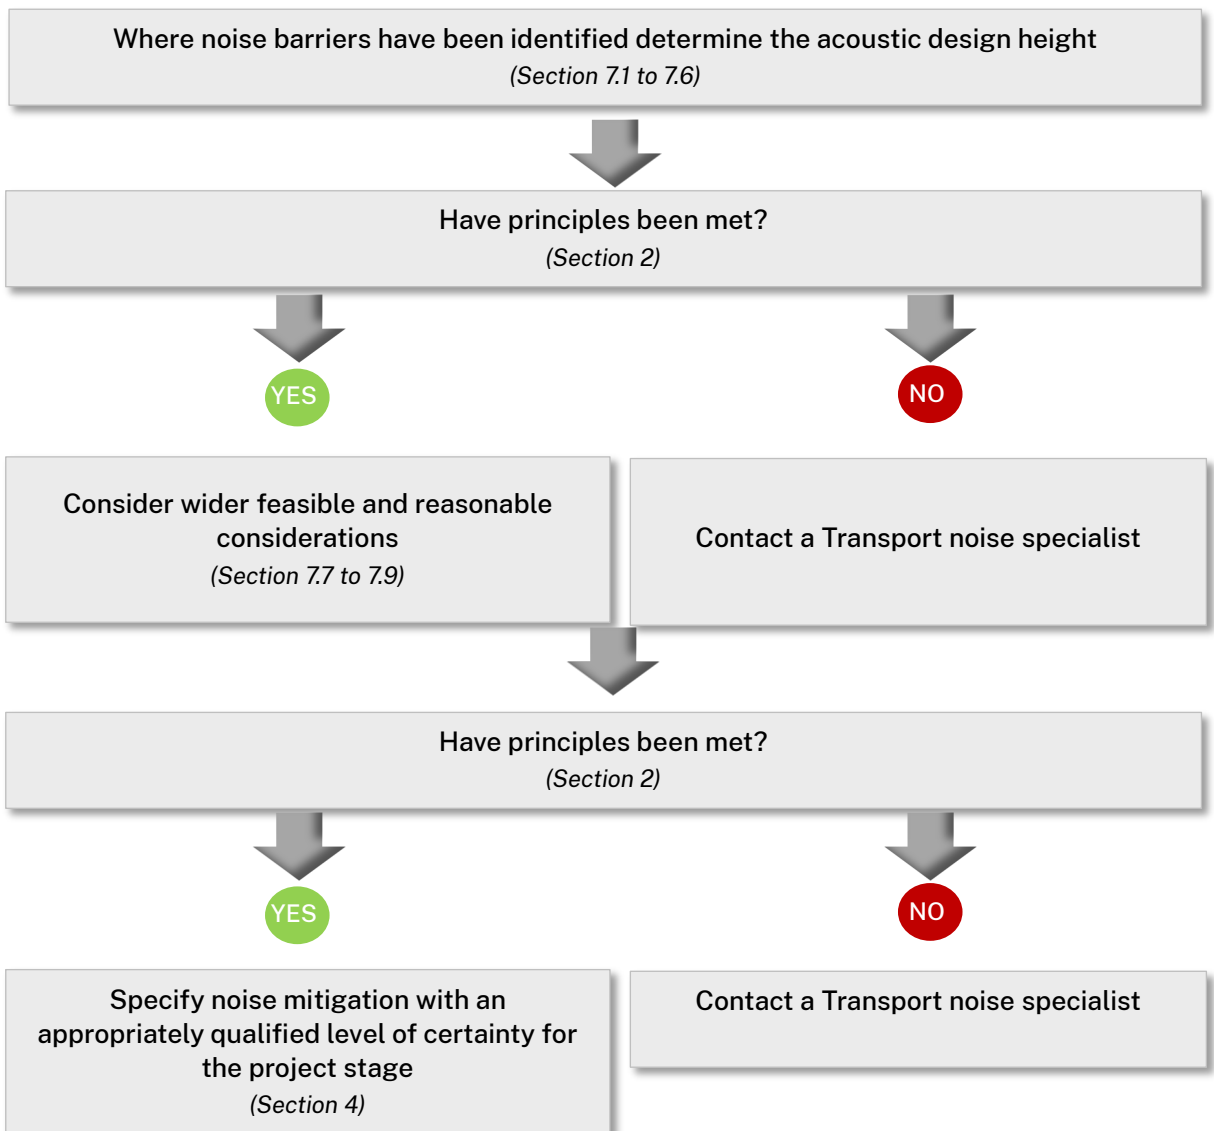 Where noise barriers have been identified determine the acoustic design height
(Section 7.1 to 7.6)
Have principles been met?
(Section 2)
YES
NO
Consider wider feasible and reasonable
considerations
(Section 7.7 to 7.9)
Contact a Transport noise specialist
Have principles been met?
(Section 2)
YES
NO
Specify noise mitigation with an
appropriately qualified level of certainty for
the project stage
(Section 4)
Contact a Transport noise specialist